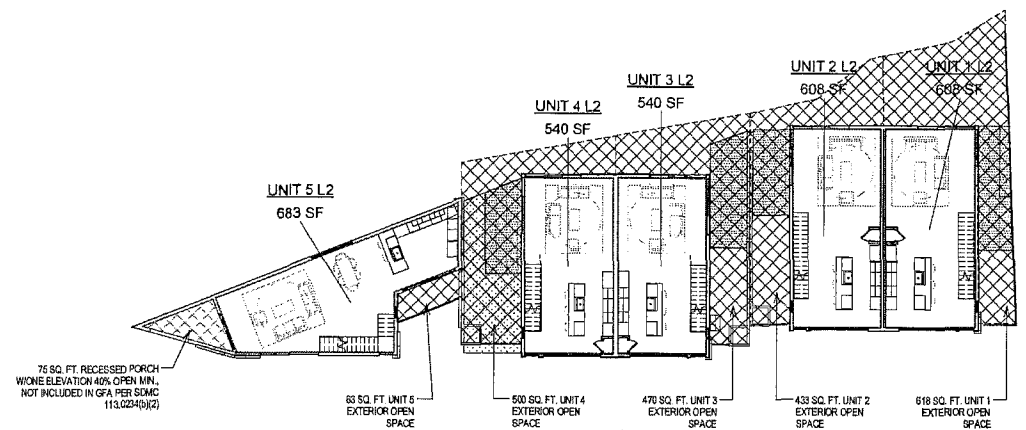 UNIT 2 L2
608 SF
UNIT 1 L2
608 SF
UNIT 3 L2
540 SF
UNIT 4 L2
540 SF
UNIT 5 L2
683 SF
75 SQ. FT. RECESSED PORCH
W/ONE ELEVATION 40% OPEN MIN.,
NOT INCLUDED IN GFA PER SDMC
113.0234(b)(2)
63 SQ. FT. UNIT 5
EXTERIOR OPEN
SPACE
500 SQ. FT. UNIT 4
EXTERIOR OPEN
SPACE
470 SQ. FT. UNIT 3
EXTERIOR OPEN
SPACE
433 SQ. FT. UNIT 2
EXTERIOR OPEN
SPACE
618 SQ. FT. UNIT 1
EXTERIOR OPEN
SPACE